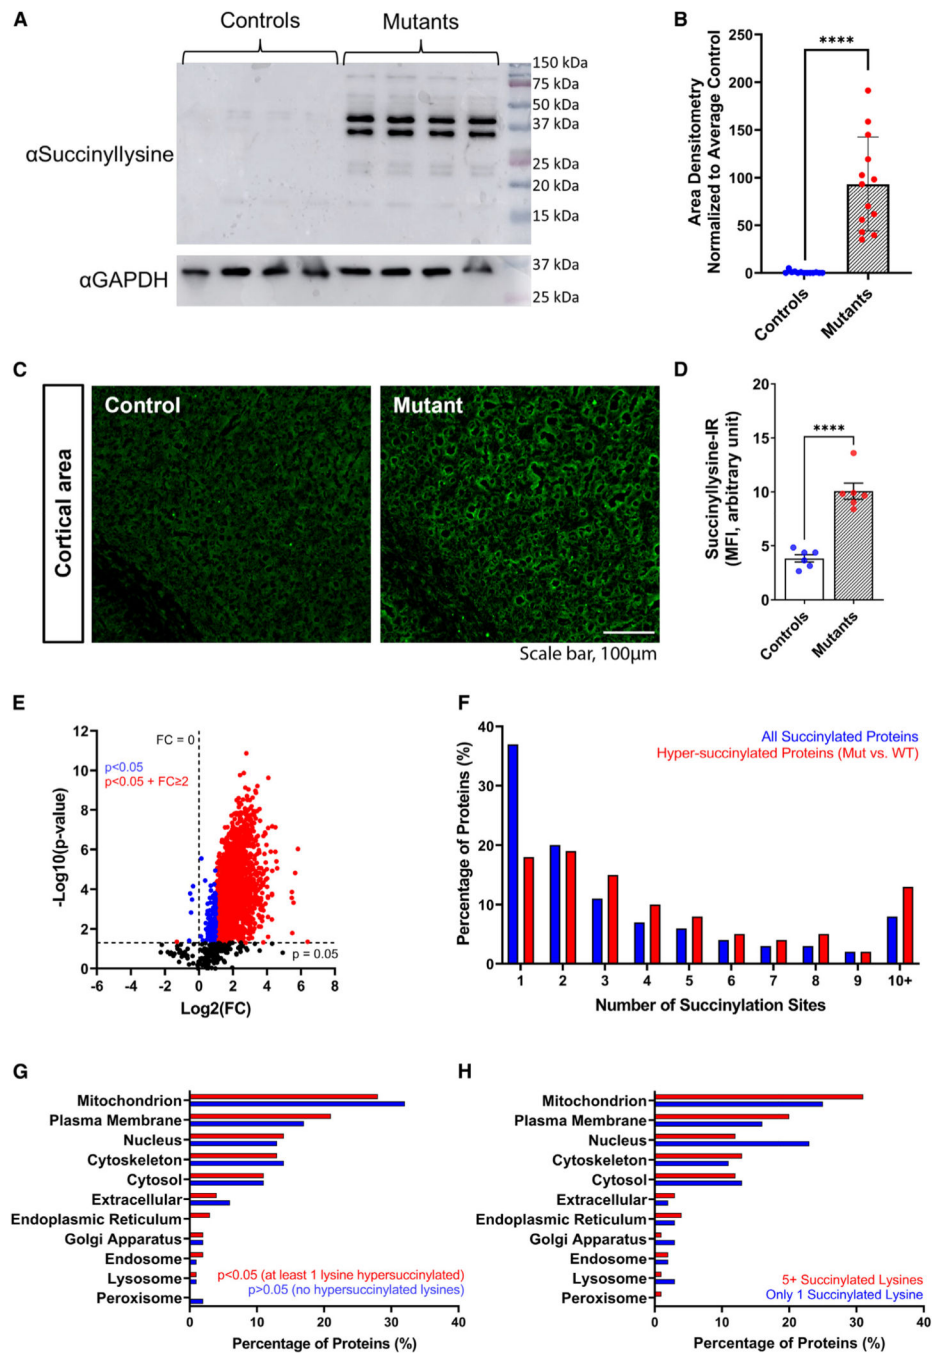 A
Controls
Mutants
150 kDa
75 kDa
50 kDa
37 kDa
αSuccinyllysine
25 kDa
20 kDa
15 kDa
αGAPDH
37 kDa
25 kDa
B
Area Densitometry
Normalized to Average Control
250
200
150
100
50
0
****
Controls
Mutants
C
Cortical area
Control
Mutant
Scale bar, 100μm
D
Succinyllysine-IR
(MFI, arbitrary unit)
20
15
10
5
0
****
Controls
Mutants
E
-Log10(p-value)
12
10
8
6
4
2
0
FC = 0
p<0.05
p<0.05 + FC≥2
p = 0.05
-6 -4 -2 0 2 4 6 8
Log2(FC)
F
Percentage of Proteins (%)
40
30
20
10
0
All Succinylated Proteins
Hyper-succinylated Proteins (Mut vs. WT)
1 2 3 4 5 6 7 8 9 10+
Number of Succinylation Sites
G
Mitochondrion
Plasma Membrane
Nucleus
Cytoskeleton
Cytosol
Extracellular
Endoplasmic Reticulum
Golgi Apparatus
Endosome
Lysosome
Peroxisome
p<0.05 (at least 1 lysine hypersuccinylated)
p>0.05 (no hypersuccinylated lysines)
0 10 20 30 40
Percentage of Proteins (%)
H
Mitochondrion
Plasma Membrane
Nucleus
Cytoskeleton
Cytosol
Extracellular
Endoplasmic Reticulum
Golgi Apparatus
Endosome
Lysosome
Peroxisome
5+ Succinylated Lysines
Only 1 Succinylated Lysine
0 10 20 30 40
Percentage of Proteins (%)